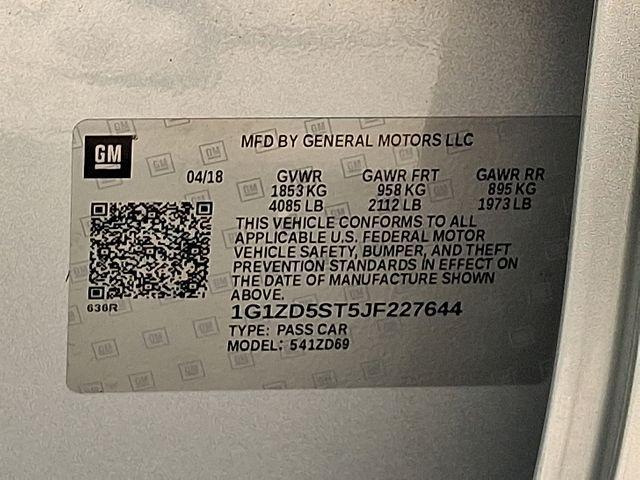 GM
MFD BY GENERAL MOTORS LLC
04/18 GVWR GAWR FRT GAWR RR
1853 KG 958 KG 895 KG
4085 LB 2112 LB 1973 LB
THIS VEHICLE CONFORMS TO ALL
APPLICABLE U.S. FEDERAL MOTOR
VEHICLE SAFETY, BUMPER, AND THEFT
PREVENTION STANDARDS IN EFFECT ON
THE DATE OF MANUFACTURE SHOWN
ABOVE.
636R
1G1ZD5ST5JF227644
TYPE: PASS CAR
MODEL: 541ZD69